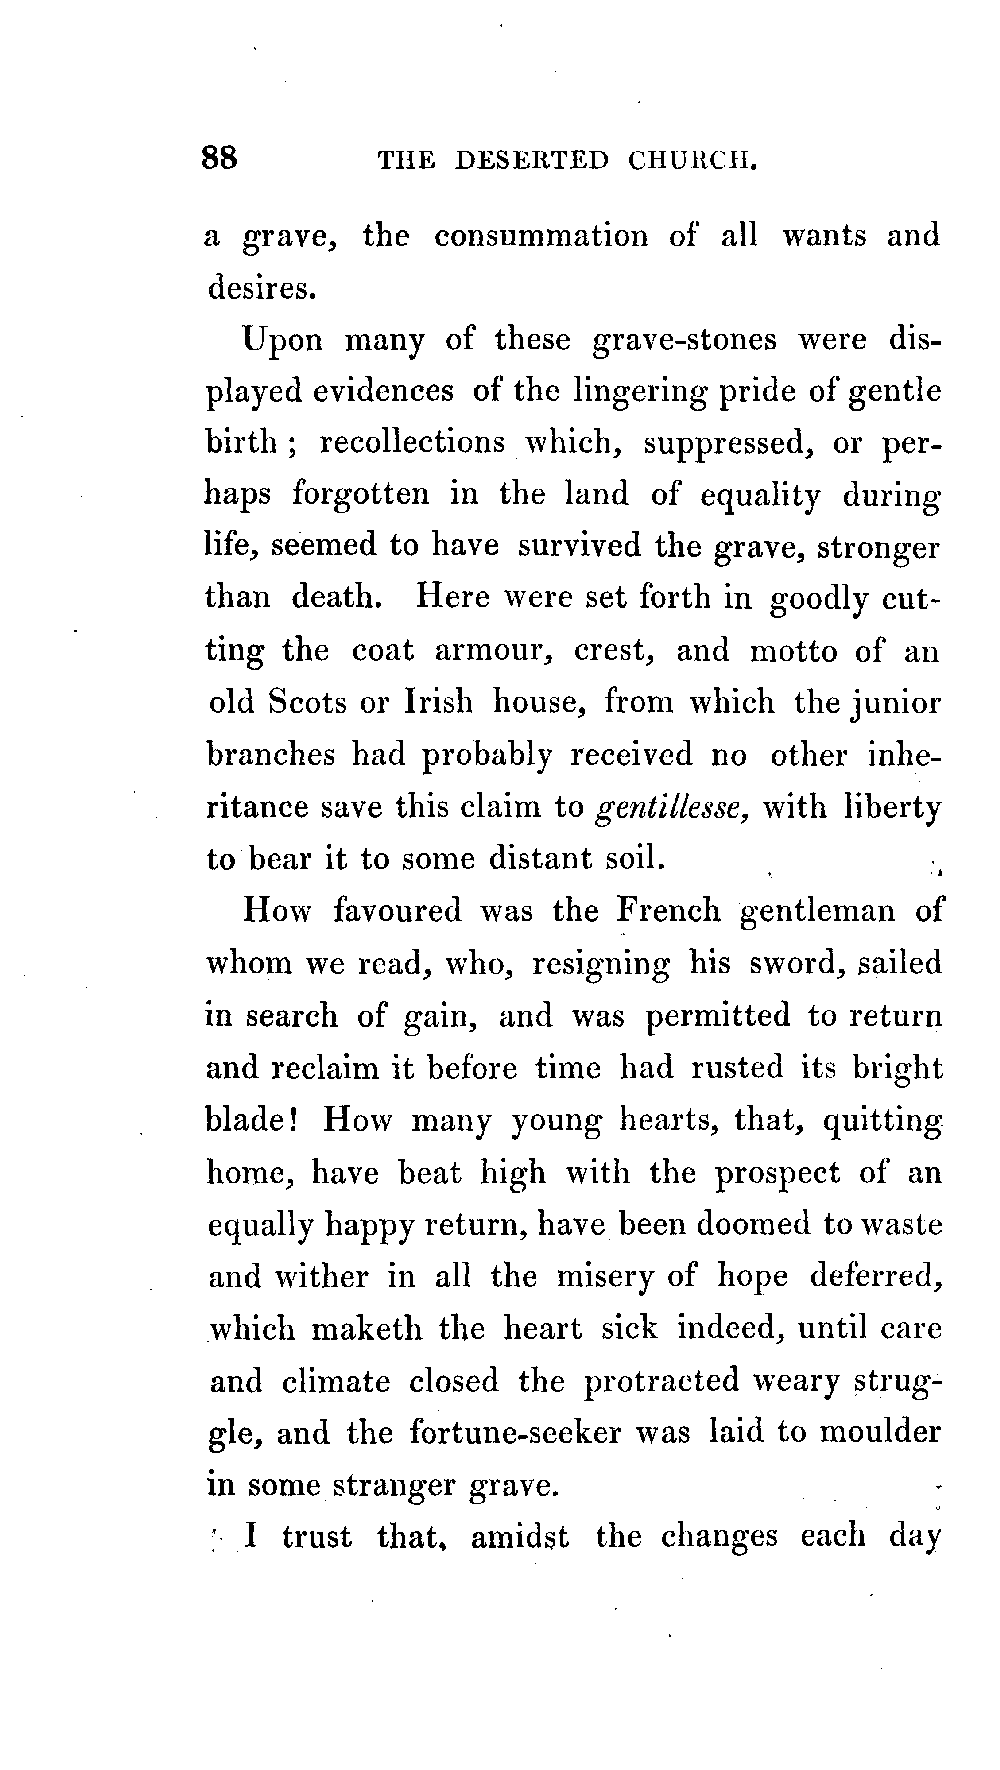 88 THE DESERTED CHURCH.
a grave, the consummation of all wants and
desires.
Upon many of these grave-stones were dis-
played evidences of the lingering pride of gentle
birth ; recollections which, suppressed, or per-
haps forgotten in the land of equality during
life, seemed to have survived the grave, stronger
than death. Here were set forth in goodly cut-
ting the coat armour, crest, and motto of an
old Scots or Irish house, from which the junior
branches had probably received no other inhe-
ritance save this claim to gentillesse, with liberty
to bear it to some distant soil.
How favoured was the French gentleman of
whom we read, who, resigning his sword, sailed
in search of gain, and was permitted to return
and reclaim it before time had rusted its bright
blade! How many young hearts, that, quitting
home, have beat high with the prospect of an
equally happy return, have been doomed to waste
and wither in all the misery of hope deferred,
which maketh the heart sick indeed, until care
and climate closed the protracted weary strug-
gle, and the fortune-seeker was laid to moulder
in some stranger grave.
I trust that, amidst the changes each day